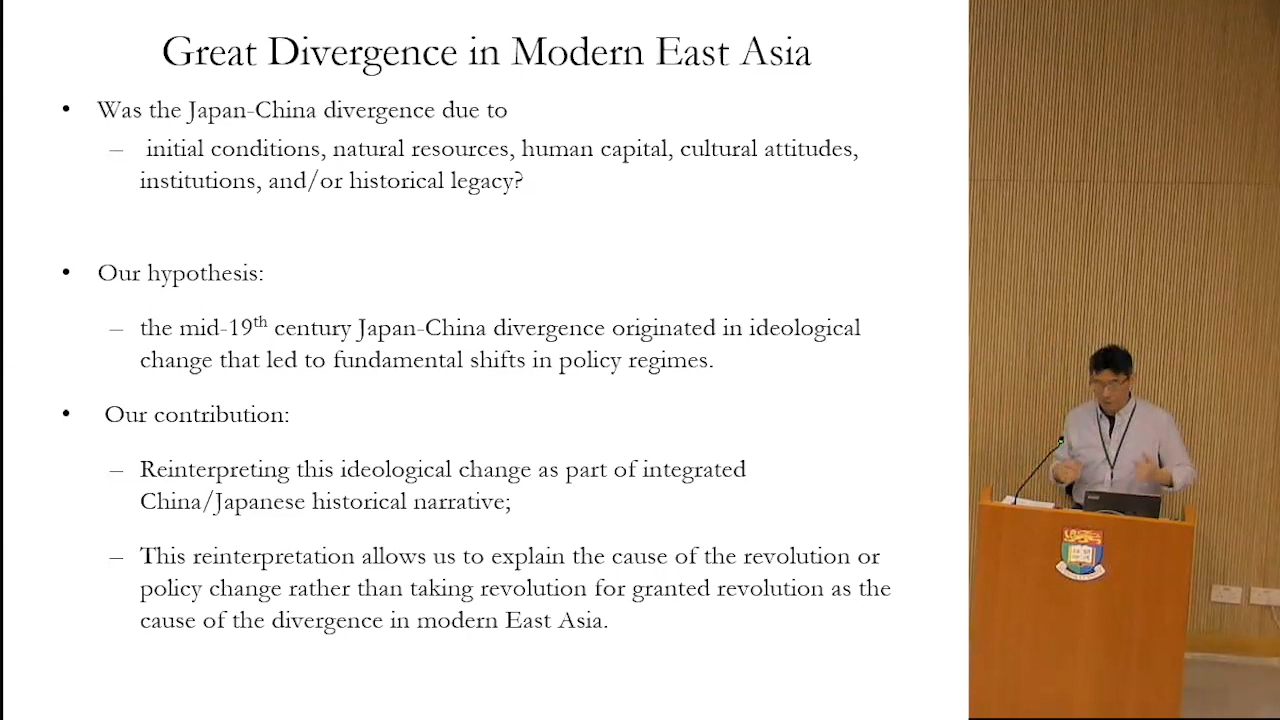 Great Divergence in Modern East Asia
• Was the Japan-China divergence due to
– initial conditions, natural resources, human capital, cultural attitudes,
institutions, and/or historical legacy?
• Our hypothesis:
– the mid-19th century Japan-China divergence originated in ideological
change that led to fundamental shifts in policy regimes.
• Our contribution:
– Reinterpreting this ideological change as part of integrated
China/Japanese historical narrative;
– This reinterpretation allows us to explain the cause of the revolution or
policy change rather than taking revolution for granted revolution as the
cause of the divergence in modern East Asia.